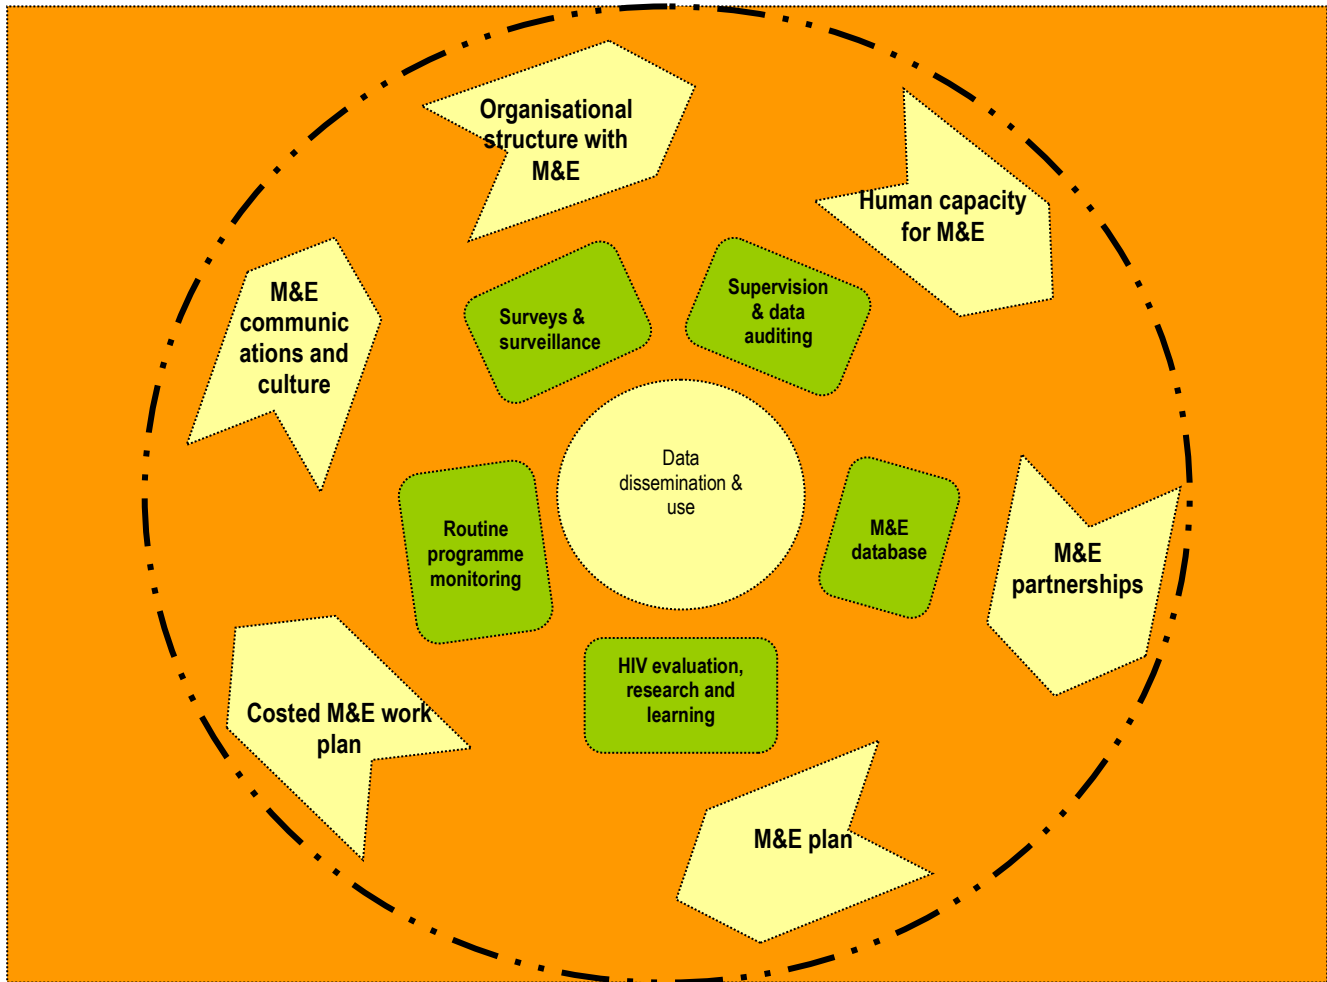 Organisational
structure with
M&E
Human capacity
for M&E
M&E
communic
ations and
culture
Surveys &
surveillance
Supervision
& data
auditing
Data
dissemination &
use
Routine
programme
monitoring
M&E
database
M&E
partnerships
HIV evaluation,
research and
learning
Costed M&E work
plan
M&E plan